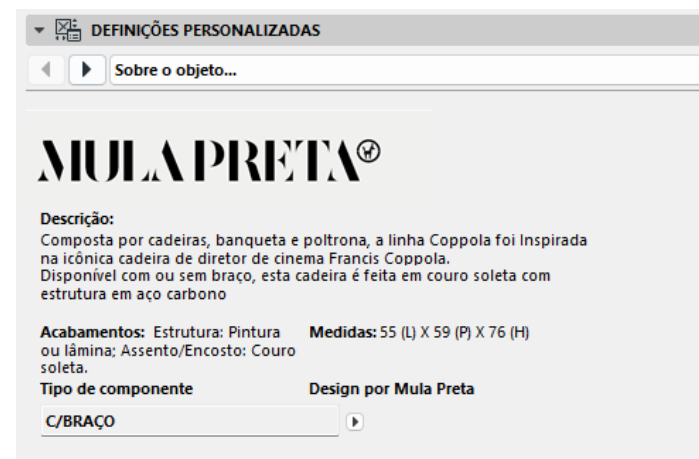 DEFINIÇÕES PERSONALIZADAS
Sobre o objeto...
MULA PRETA
Descrição:
Composta por cadeiras, banqueta e poltrona, a linha Coppola foi Inspirada
na icônica cadeira de diretor de cinema Francis Coppola.
Disponível com ou sem braço, esta cadeira é feita em couro soleta com
estrutura em aço carbono
Acabamentos: Estrutura: Pintura
ou lâmina; Assento/Encosto: Couro
soleta.
Medidas: 55 (L) X 59 (P) X 76 (H)
Tipo de componente
Design por Mula Preta
C/BRAÇO